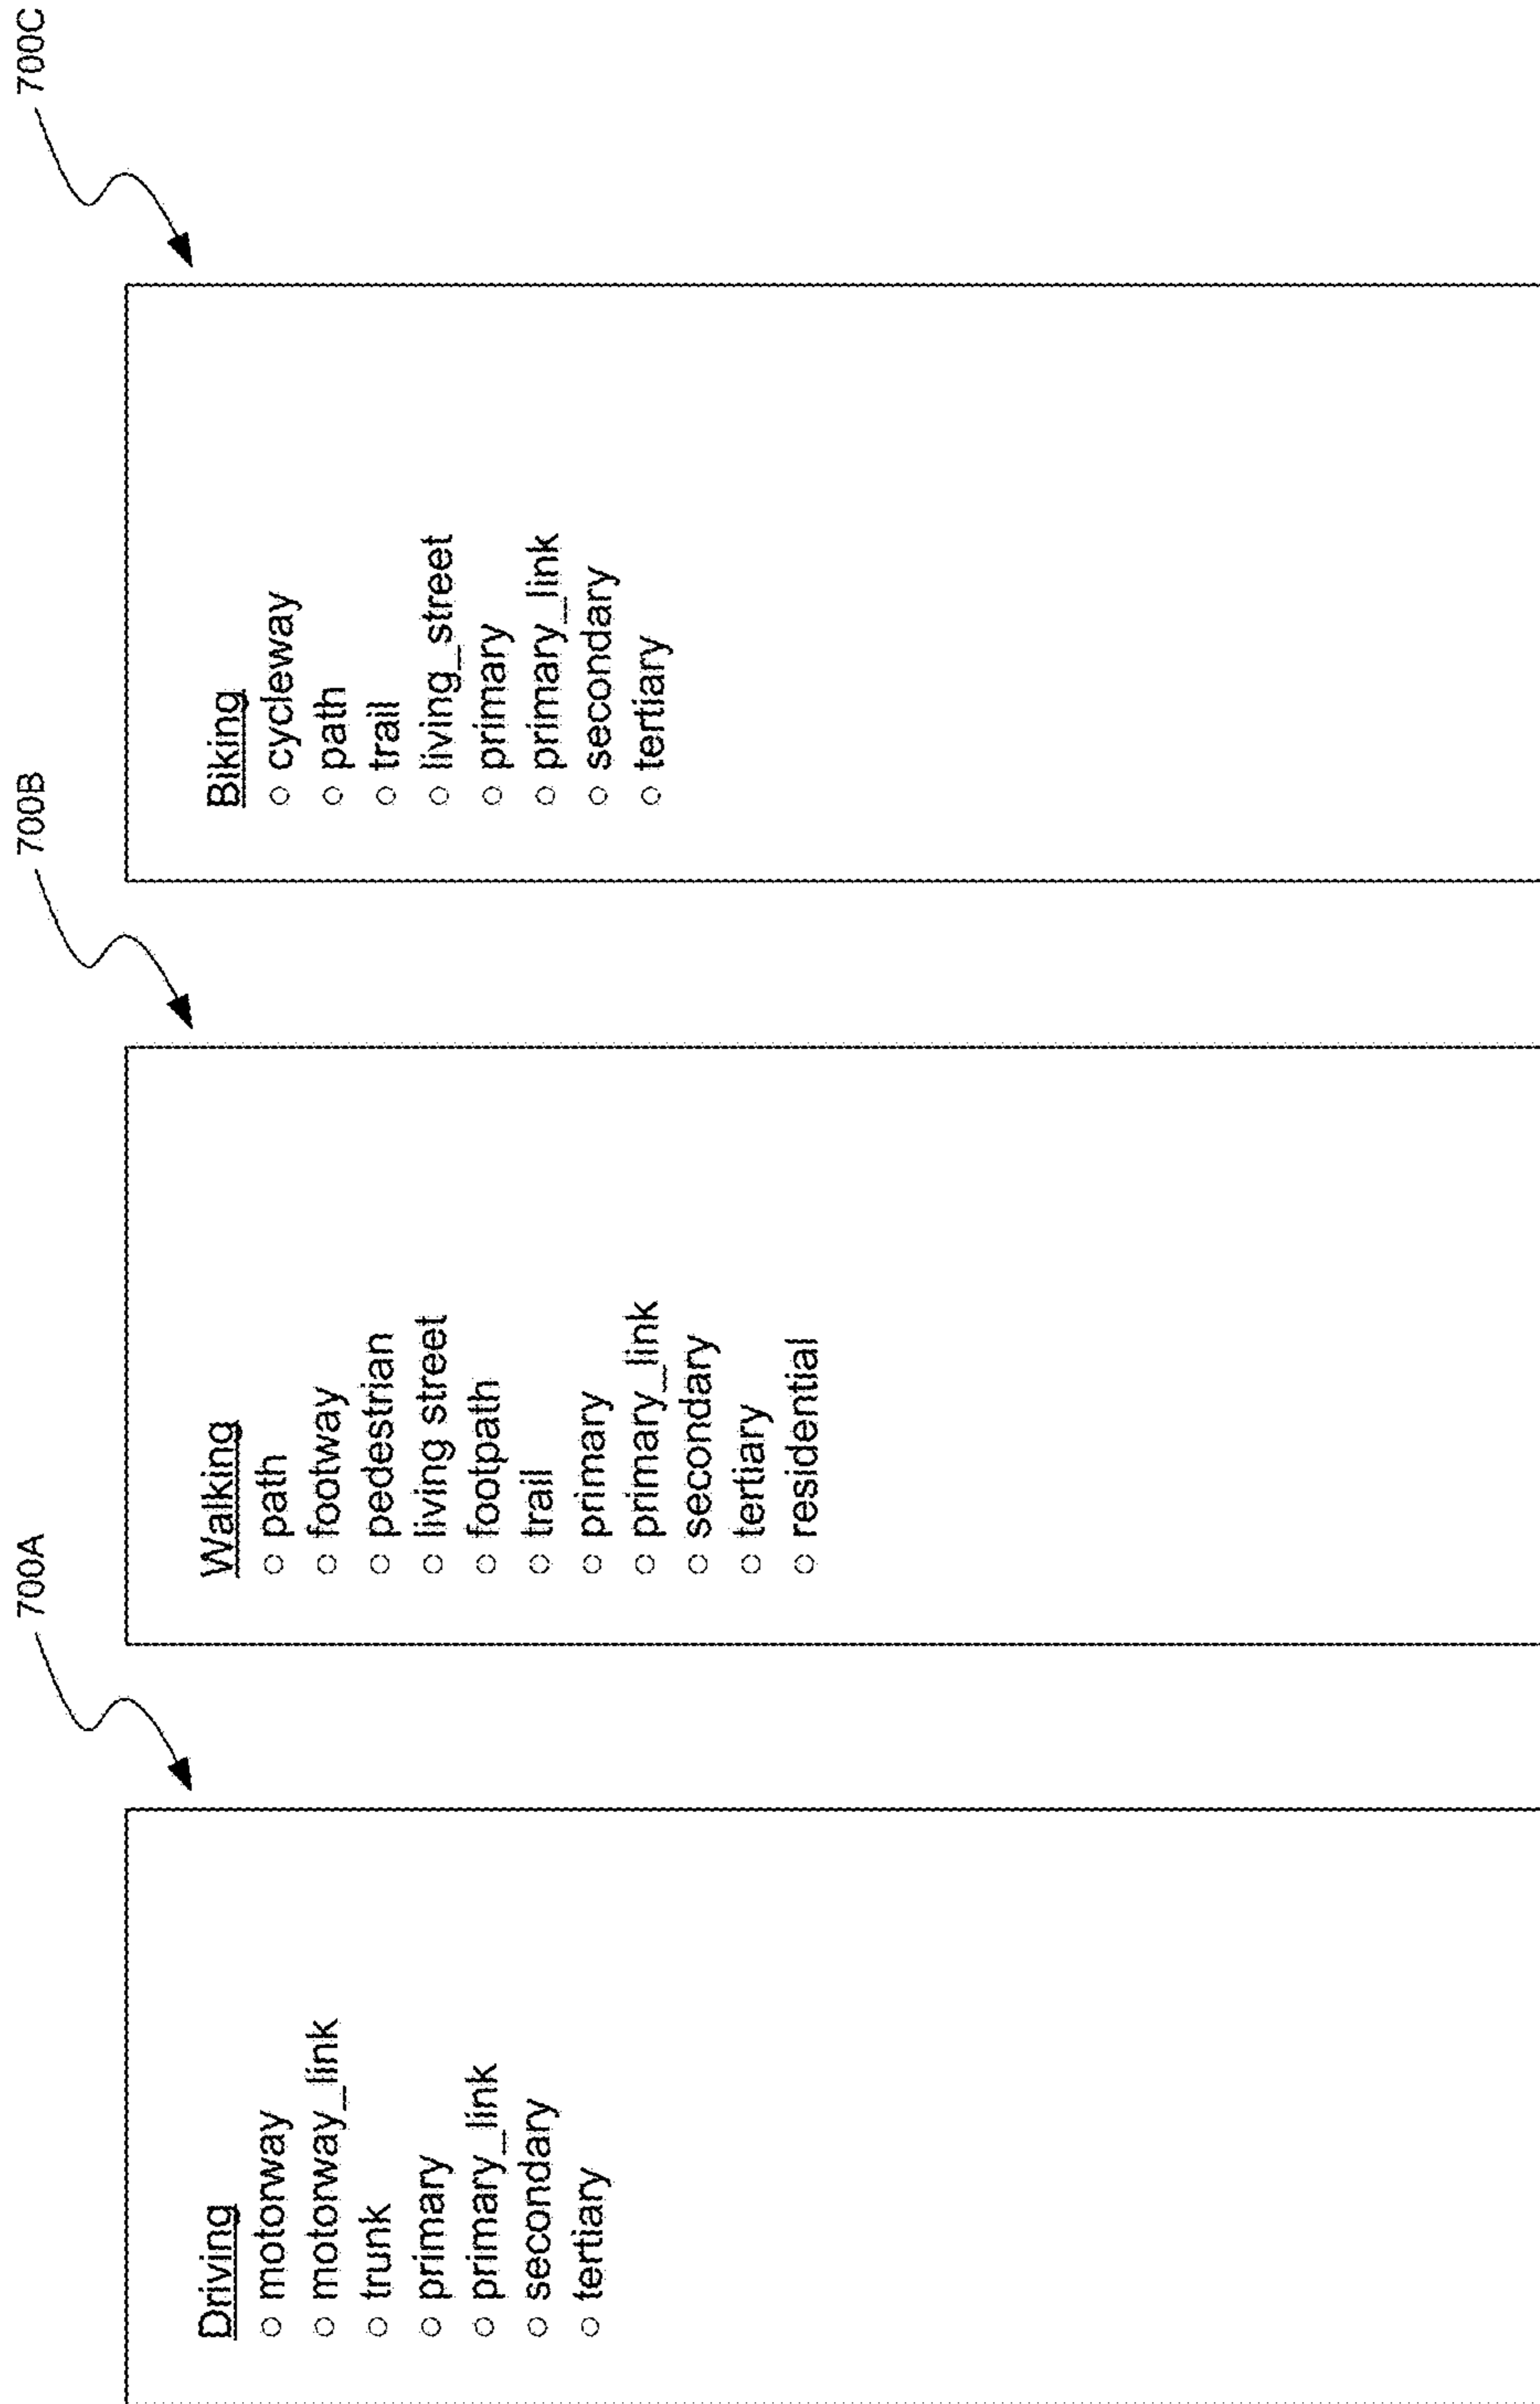 700A
Driving
○ motorway
○ motorway_link
○ trunk
○ primary
○ primary_link
○ secondary
○ tertiary
700B
Walking
○ path
○ footway
○ pedestrian
○ living street
○ footpath
○ trail
○ primary
○ primary_link
○ secondary
○ tertiary
○ residential
700C
Biking
○ cycleway
○ path
○ trail
○ living_street
○ primary
○ primary_link
○ secondary
○ tertiary